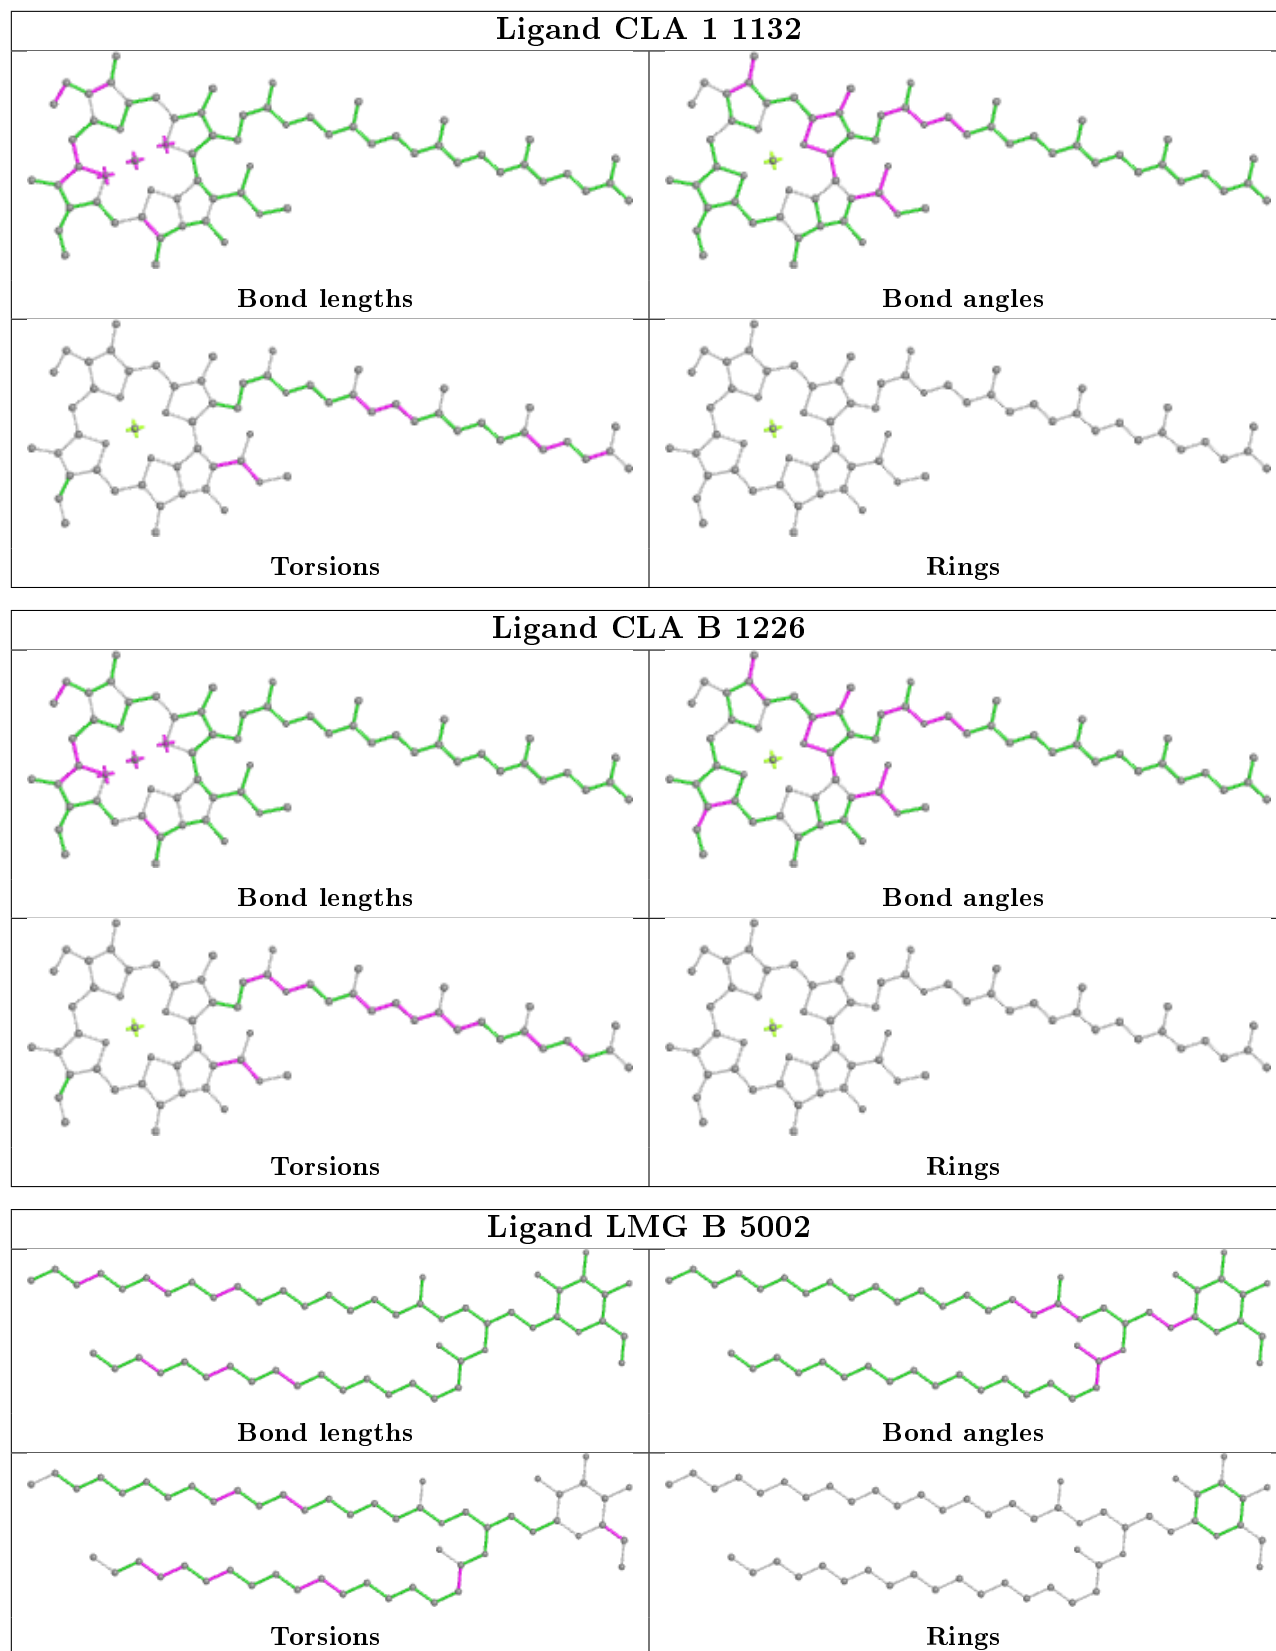 Ligand CLA 1 1132
Bond lengths
Bond angles
Torsions
Rings
Ligand CLA B 1226
Bond lengths
Bond angles
Torsions
Rings
Ligand LMG B 5002
Bond lengths
Bond angles
Torsions
Rings